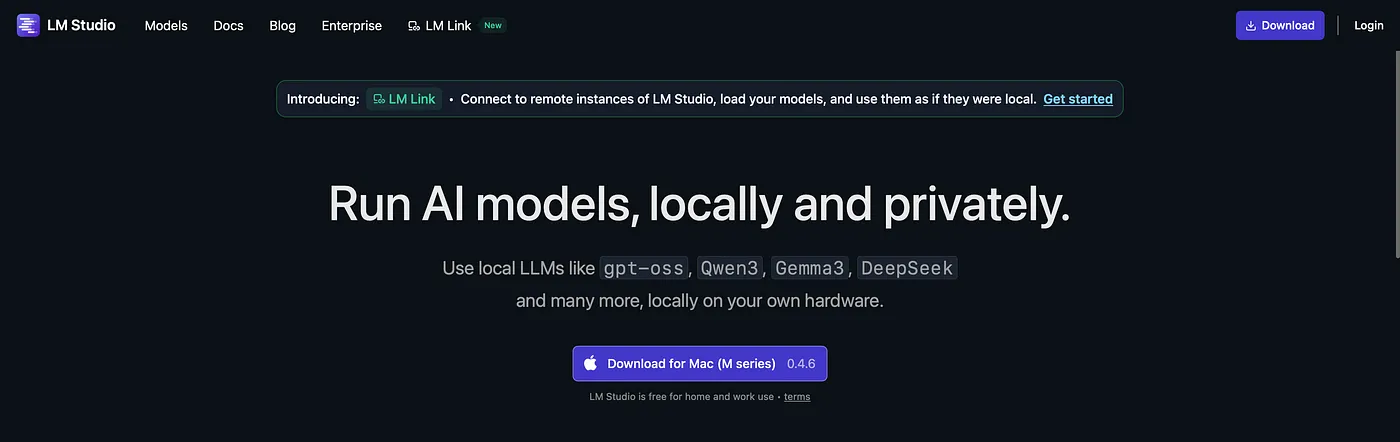 LM Studio Models Docs Blog Enterprise LM Link New Download Login
Introducing: LM Link • Connect to remote instances of LM Studio, load your models, and use them as if they were local. Get started
Run AI models, locally and privately.
Use local LLMs like gpt-oss, Qwen3, Gemma3, DeepSeek
and many more, locally on your own hardware.
Download for Mac (M series) 0.4.6
LM Studio is free for home and work use • terms